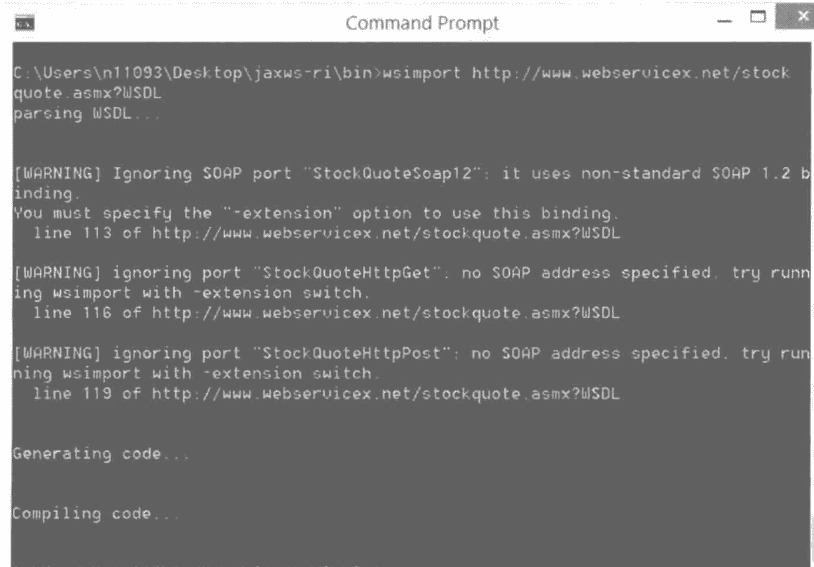 Command Prompt
C:\Users\n11093\Desktop\jaxws-ri\bin>wsimport http://www.webservicex.net/stock
quote.asmx?WSDL
parsing WSDL...
[WARNING] Ignoring SOAP port "StockQuoteSoap12": it uses non-standard SOAP 1.2 b
inding.
You must specify the "-extension" option to use this binding.
line 113 of http://www.webservicex.net/stockquote.asmx?WSDL
[WARNING] ignoring port "StockQuoteHttpGet": no SOAP address specified. try runn
ing wsimport with -extension switch.
line 116 of http://www.webservicex.net/stockquote.asmx?WSDL
[WARNING] ignoring port "StockQuoteHttpPost": no SOAP address specified. try run
ning wsimport with -extension switch.
line 119 of http://www.webservicex.net/stockquote.asmx?WSDL
Generating code...
Compiling code...